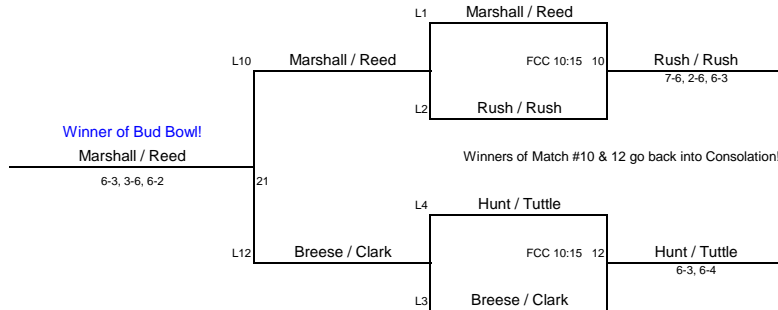 L1 Marshall / Reed
L10 Marshall / Reed FCC 10:15 10 Rush / Rush
7-6, 2-6, 6-3
L2 Rush / Rush
Winner of Bud Bowl!
Marshall / Reed
Winners of Match #10 & 12 go back into Consolation!
6-3, 3-6, 6-2 21
L4 Hunt / Tuttle
L12 Breese / Clark FCC 10:15 12 Hunt / Tuttle
6-3, 6-4
L3 Breese / Clark